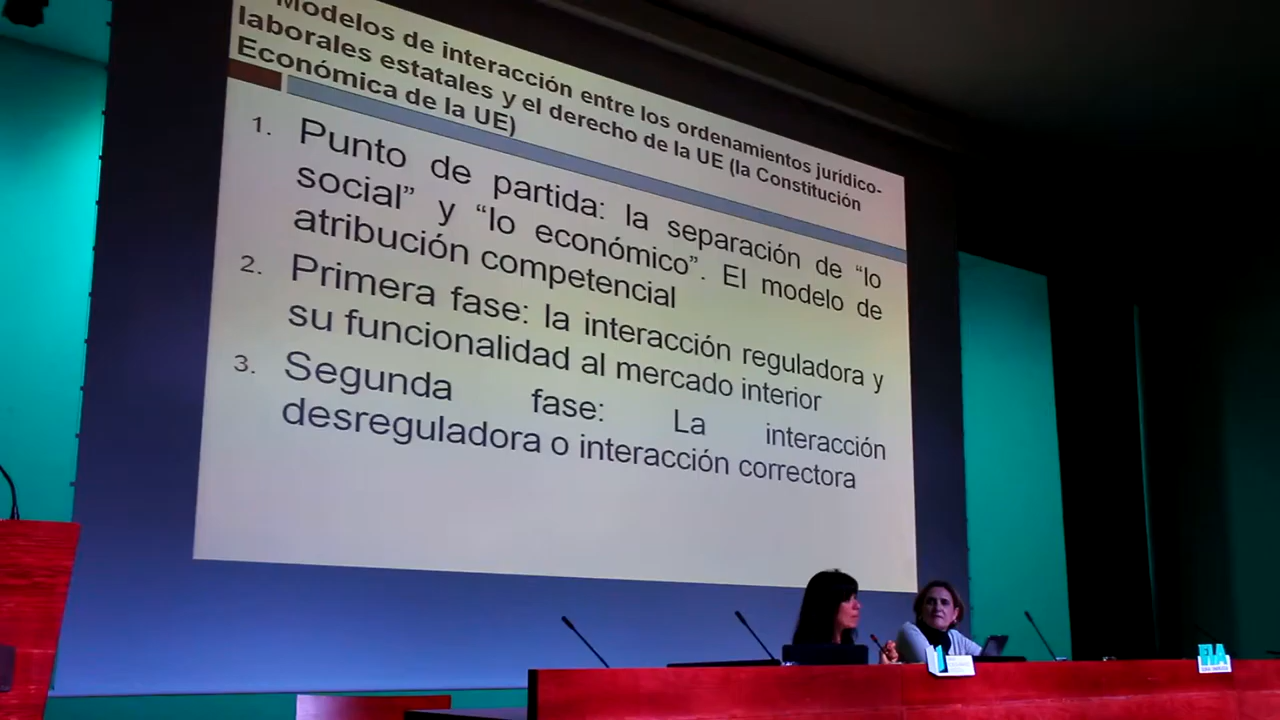 Modelos de interacción entre los ordenamientos jurídico-
laborales estatales y el derecho de la UE (la Constitución
Económica de la UE)
1. Punto de partida: la separación de “lo
social” y “lo económico”. El modelo de
atribución competencial
2. Primera fase: la interacción reguladora y
su funcionalidad al mercado interior
3. Segunda fase: La interacción
desreguladora o interacción correctora